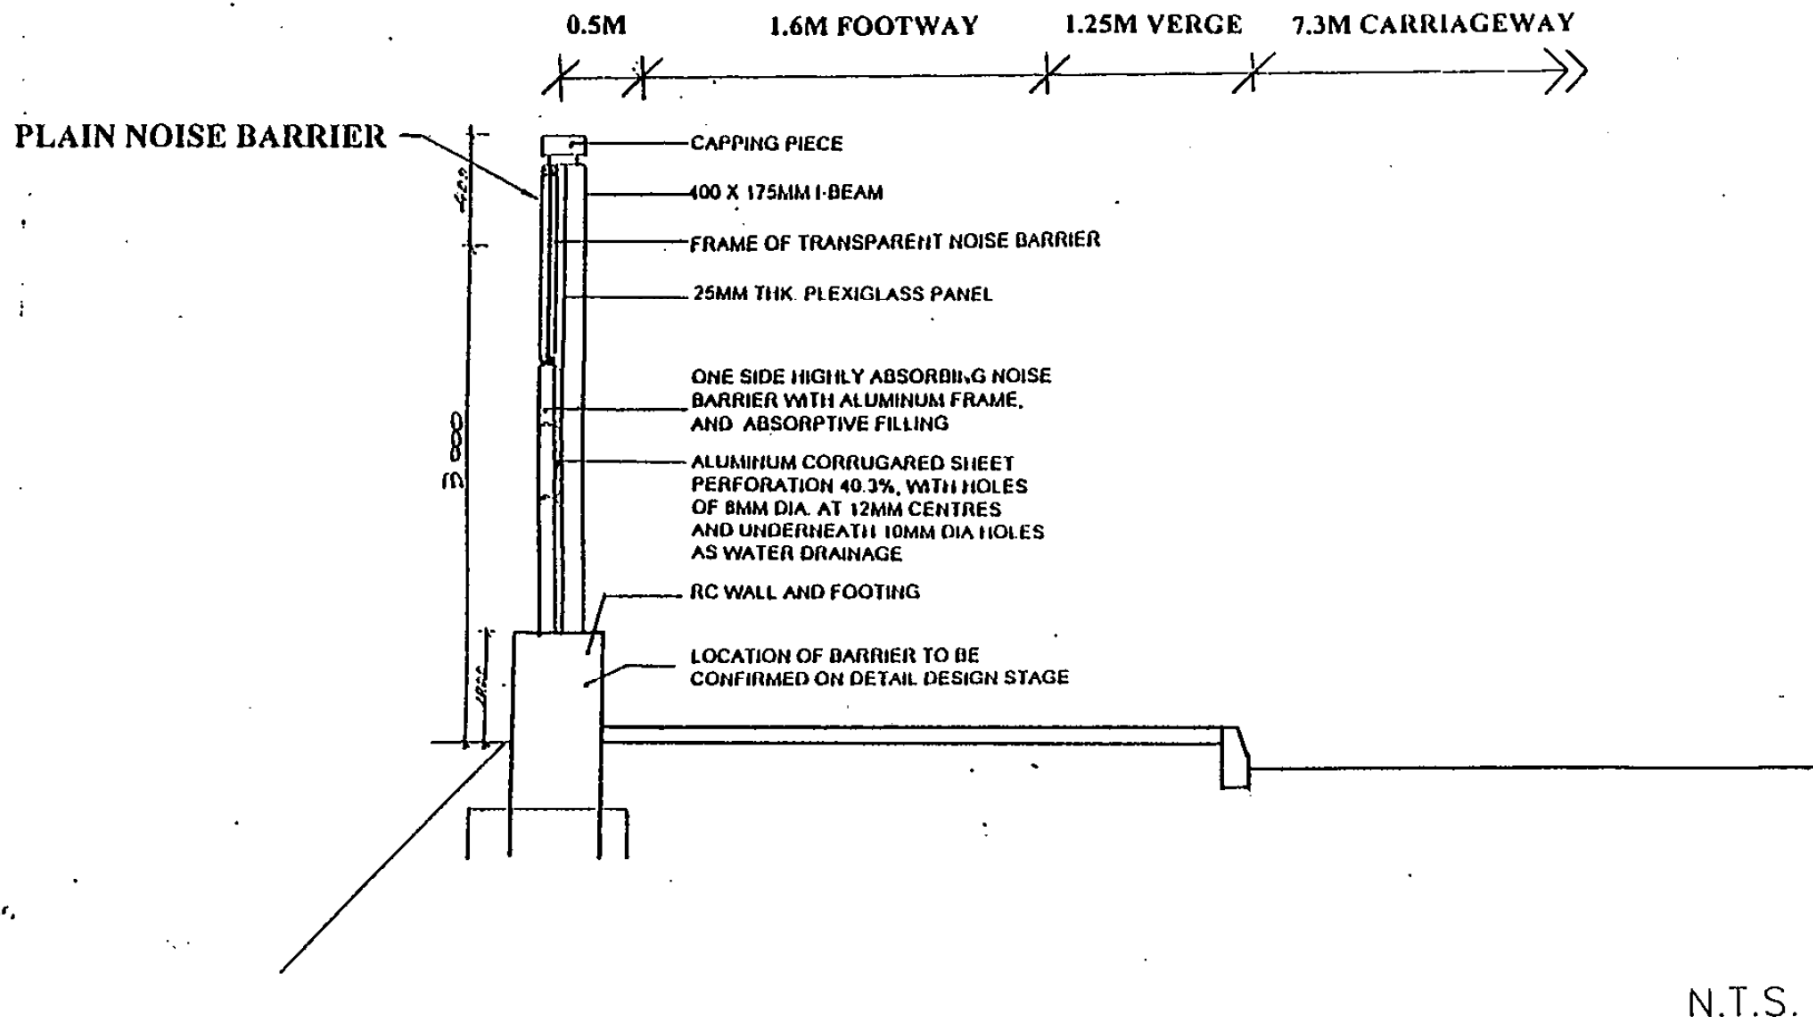 0.5M 1.6M FOOTWAY 1.25M VERGE 7.3M CARRIAGEWAY
PLAIN NOISE BARRIER
CAPPING PIECE
400 X 175MM I-BEAM
FRAME OF TRANSPARENT NOISE BARRIER
25MM THK. PLEXIGLASS PANEL
ONE SIDE HIGHLY ABSORBING NOISE
BARRIER WITH ALUMINUM FRAME,
AND ABSORPTIVE FILLING
3000
ALUMINUM CORRUGARED SHEET
PERFORATION 40.3%, WITH HOLES
OF 8MM DIA. AT 12MM CENTRES
AND UNDERNEATH 10MM DIA HOLES
AS WATER DRAINAGE
RC WALL AND FOOTING
LOCATION OF BARRIER TO BE
CONFIRMED ON DETAIL DESIGN STAGE
N.T.S.